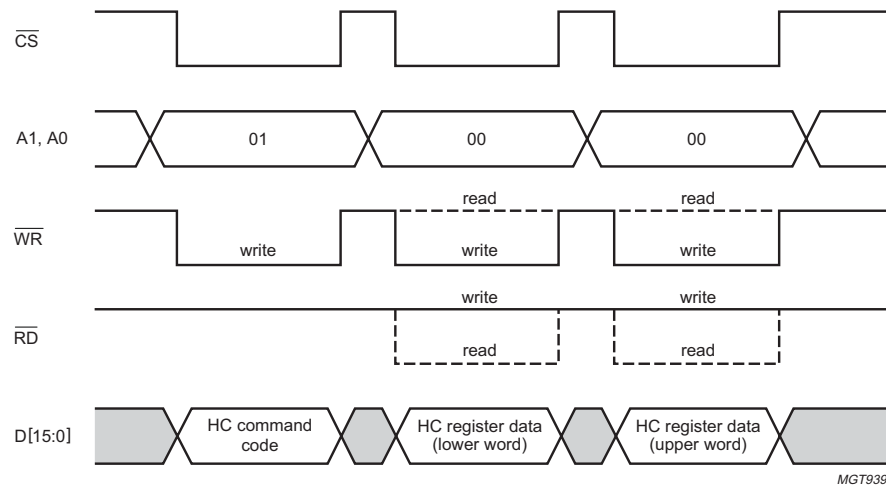 CS
A1, A0 01 00 00
read read
WR write write write
write write
RD
read read
D[15:0] HC command code HC register data (lower word) HC register data (upper word)
MGT939